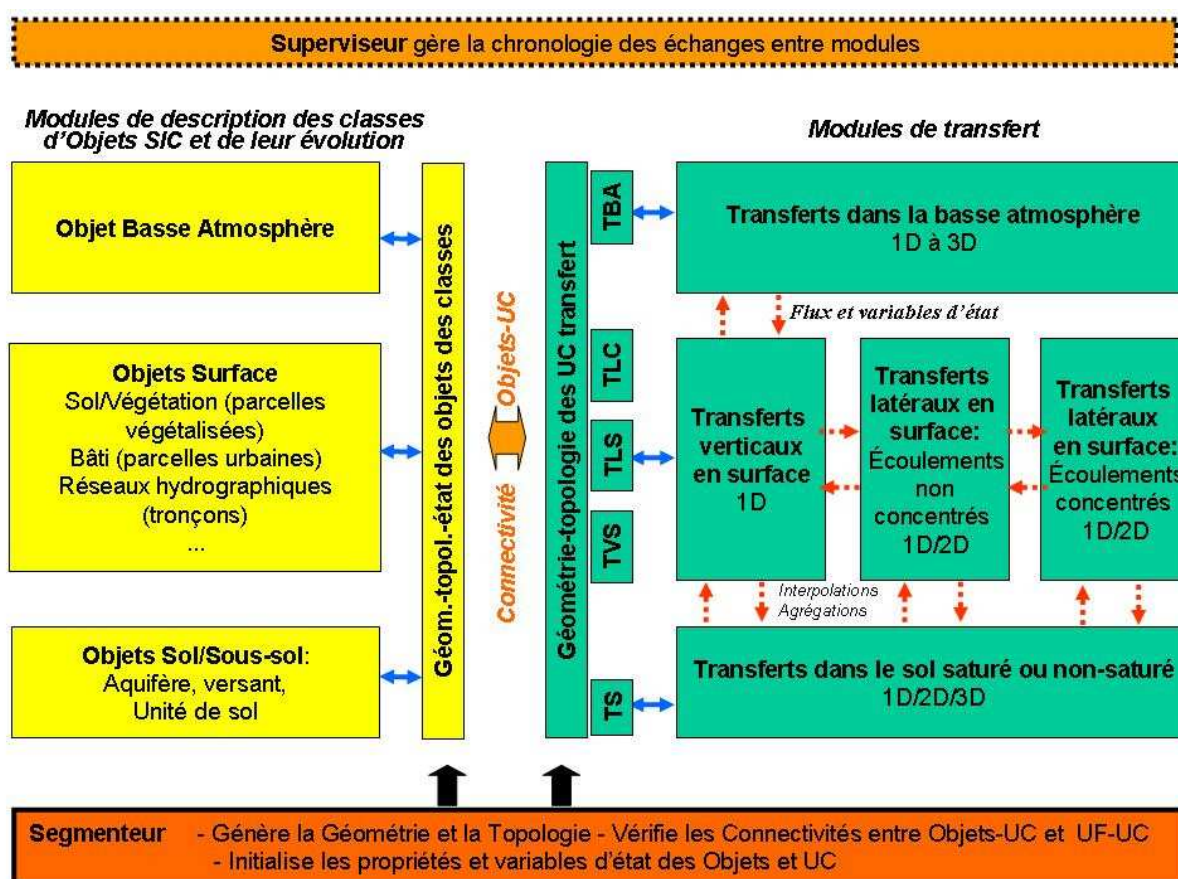 Superviseur gère la chronologie des échanges entre modules
Modules de description des classes
d'Objets SIC et de leur évolution
Objet Basse Atmosphère
Objets Surface
Sol/Végétation (parcelles
végétalisées)
Bâti (parcelles urbaines)
Réseaux hydrographiques
(tronçons)
...
Objets Sol/Sous-sol:
Aquifère, versant,
Unité de sol
Géom.-topol.-état des objets des classes
Connectivité Objets-UC
Géométrie-topologie des UC transfert
TBA
TLC
TLS
TVS
TS
Modules de transfert
Transferts dans la basse atmosphère
1D à 3D
Flux et variables d'état
Transferts
verticaux
en surface
1D
Transferts
latéraux en
surface:
Écoulements
non
concentrés
1D/2D
Transferts
latéraux
en surface:
Écoulements
concentrés
1D/2D
Interpolations
Agrégations
Transferts dans le sol saturé ou non-saturé
1D/2D/3D
Segmenteur - Génère la Géométrie et la Topologie - Vérifie les Connectivités entre Objets-UC et UF-UC
- Initialise les propriétés et variables d'état des Objets et UC